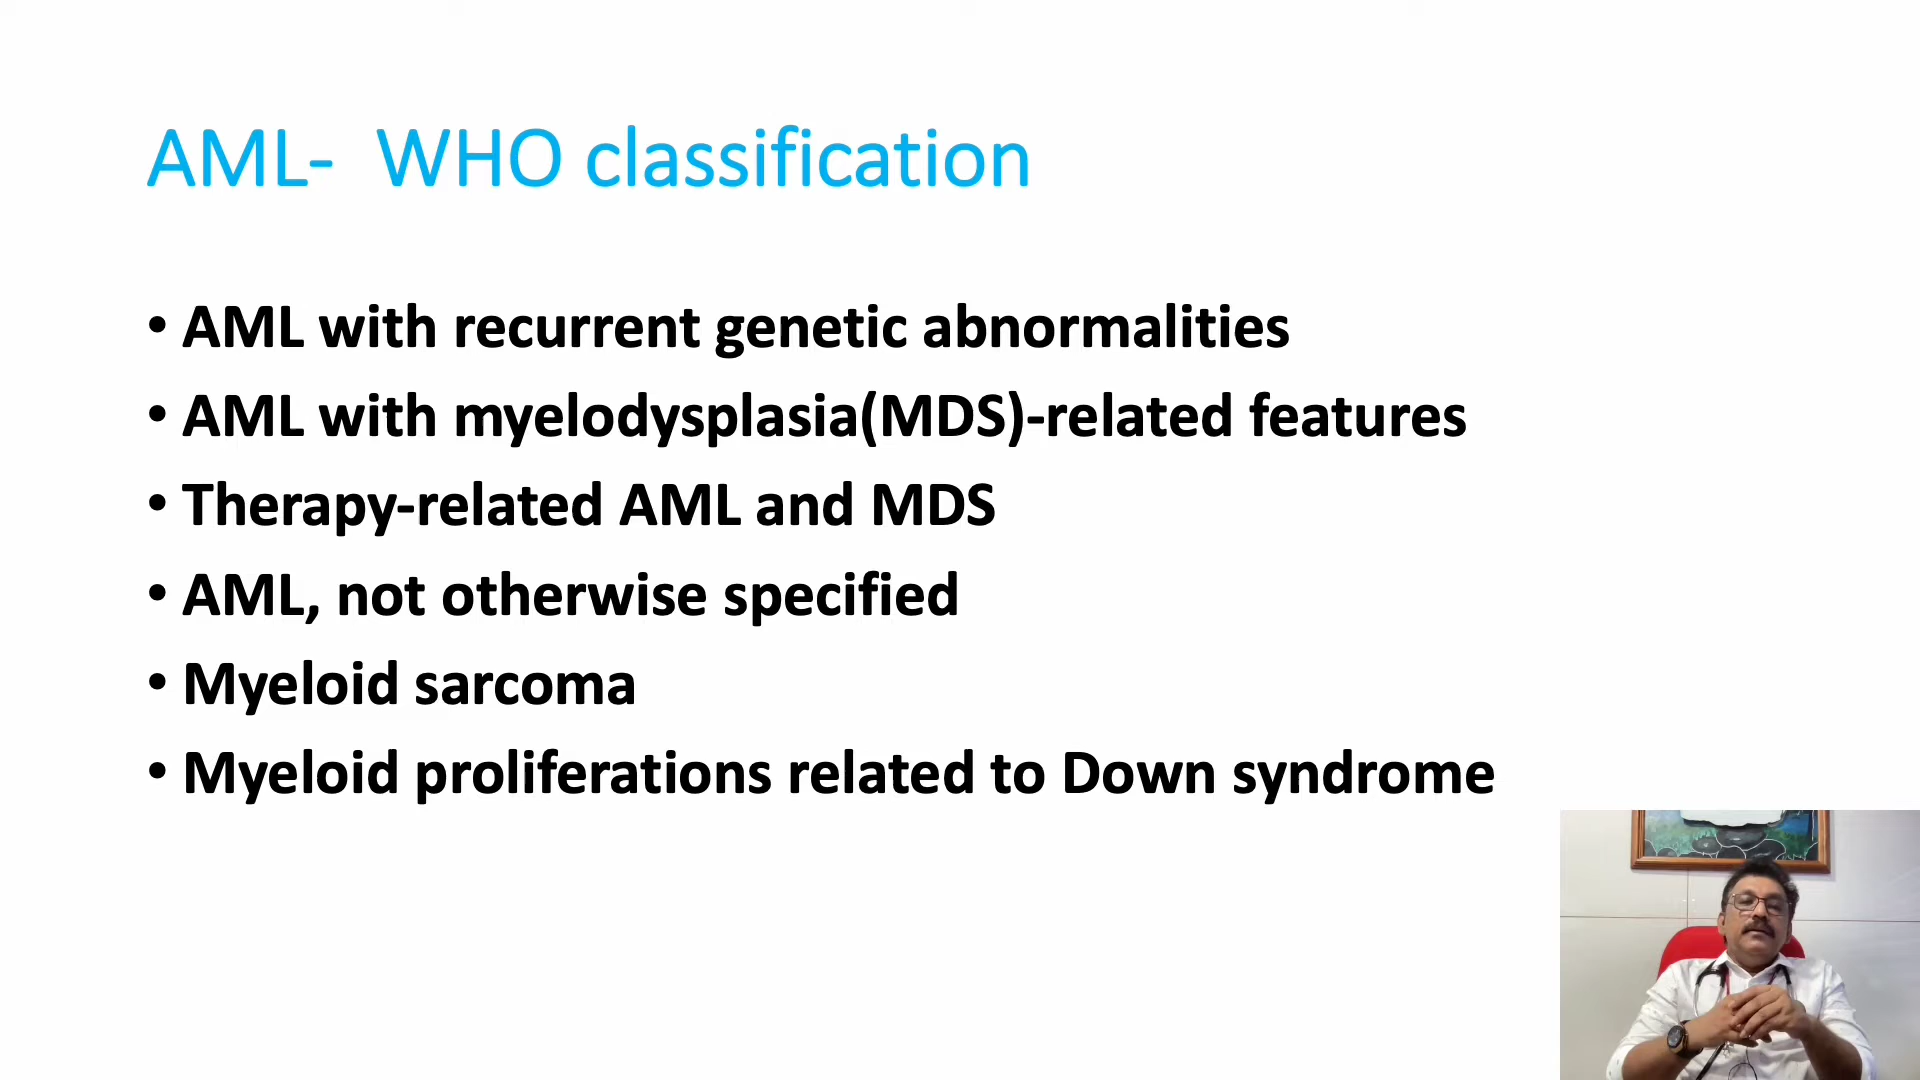 AML- WHO classification
• AML with recurrent genetic abnormalities
• AML with myelodysplasia(MDS)-related features
• Therapy-related AML and MDS
• AML, not otherwise specified
• Myeloid sarcoma
• Myeloid proliferations related to Down syndrome